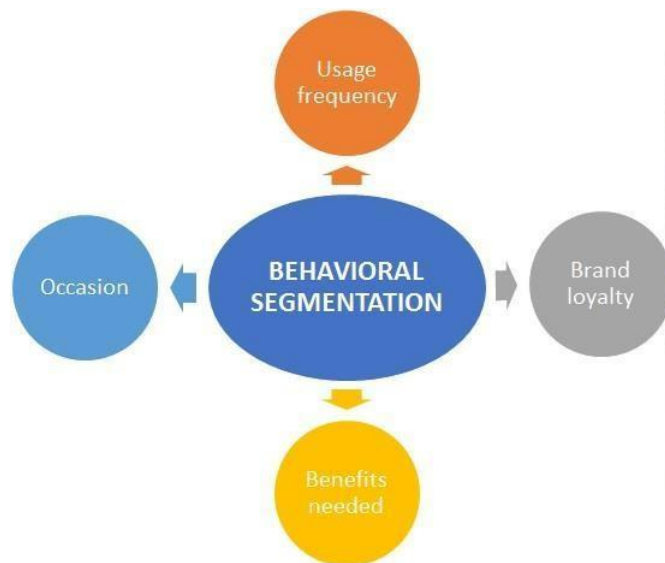 Usage
frequency
Occasion
BEHAVIORAL
SEGMENTATION
Brand
loyalty
Benefits
needed